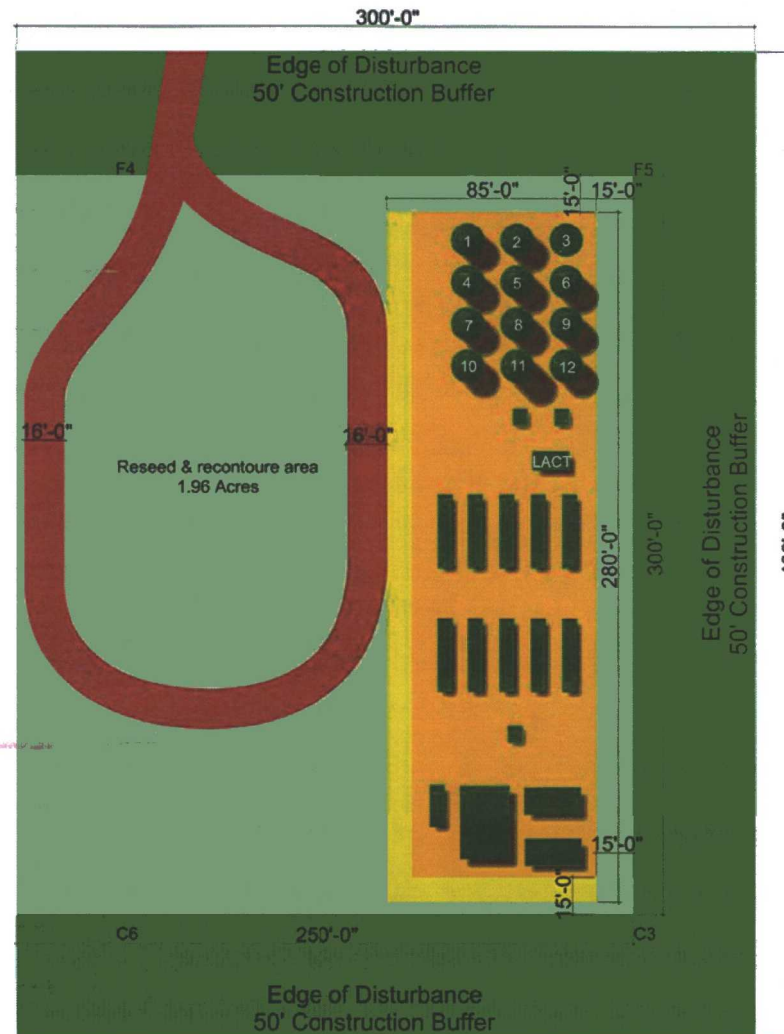 300'-0"
Edge of Disturbance
50' Construction Buffer
F4
F5
85'-0"
15'-0"
15'-0"
1
2
3
4
5
6
7
8
9
10
11
12
16'-0"
16'-0"
LACT
Reseed & recontoure area
1.96 Acres
280'-0"
300'-0"
Edge of Disturbance
50' Construction Buffer
15'-0"
15'-0"
C6
250'-0"
C3
Edge of Disturbance
50' Construction Buffer